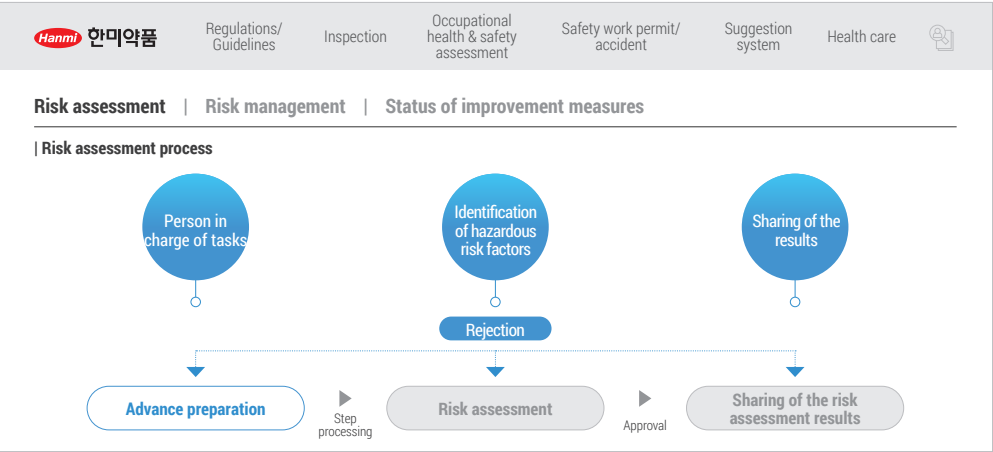 Hanmi 한미약품
Regulations/
Guidelines
Inspection
Occupational
health & safety
assessment
Safety work permit/
accident
Suggestion
system
Health care
Risk assessment | Risk management | Status of improvement measures
| Risk assessment process
Person in
charge of tasks
Identification
of hazardous
risk factors
Sharing of the
results
Rejection
Advance preparation
Step
processing
Risk assessment
Approval
Sharing of the risk
assessment results